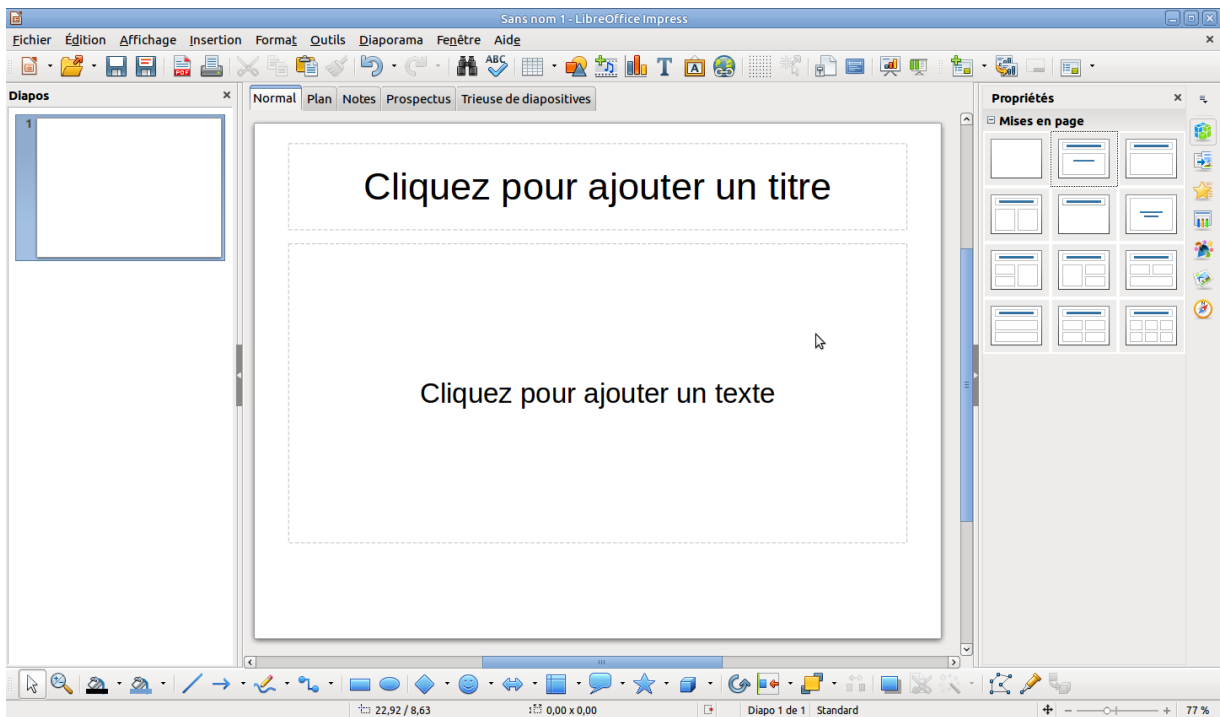 Sans nom 1 - LibreOffice Impress
Fichier Édition Affichage Insertion Format Outils Diaporama Fenêtre Aide
ABC
T A
Diapos
Normal Plan Notes Prospectus Trieuse de diapositives
Propriétés
Mises en page
1
Cliquez pour ajouter un titre
Cliquez pour ajouter un texte
22,92 / 8,63 0,00 x 0,00 Diapo 1 de 1 Standard 77 %